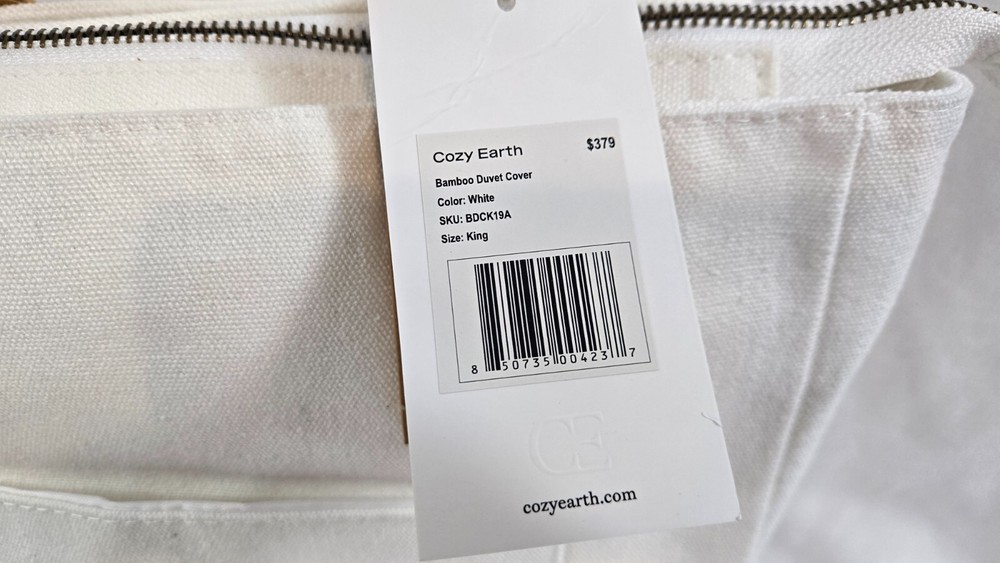 Cozy Earth $379
Bamboo Duvet Cover
Color: White
SKU: BDCK19A
Size: King
8 50735 00423 7
CE
cozyearth.com